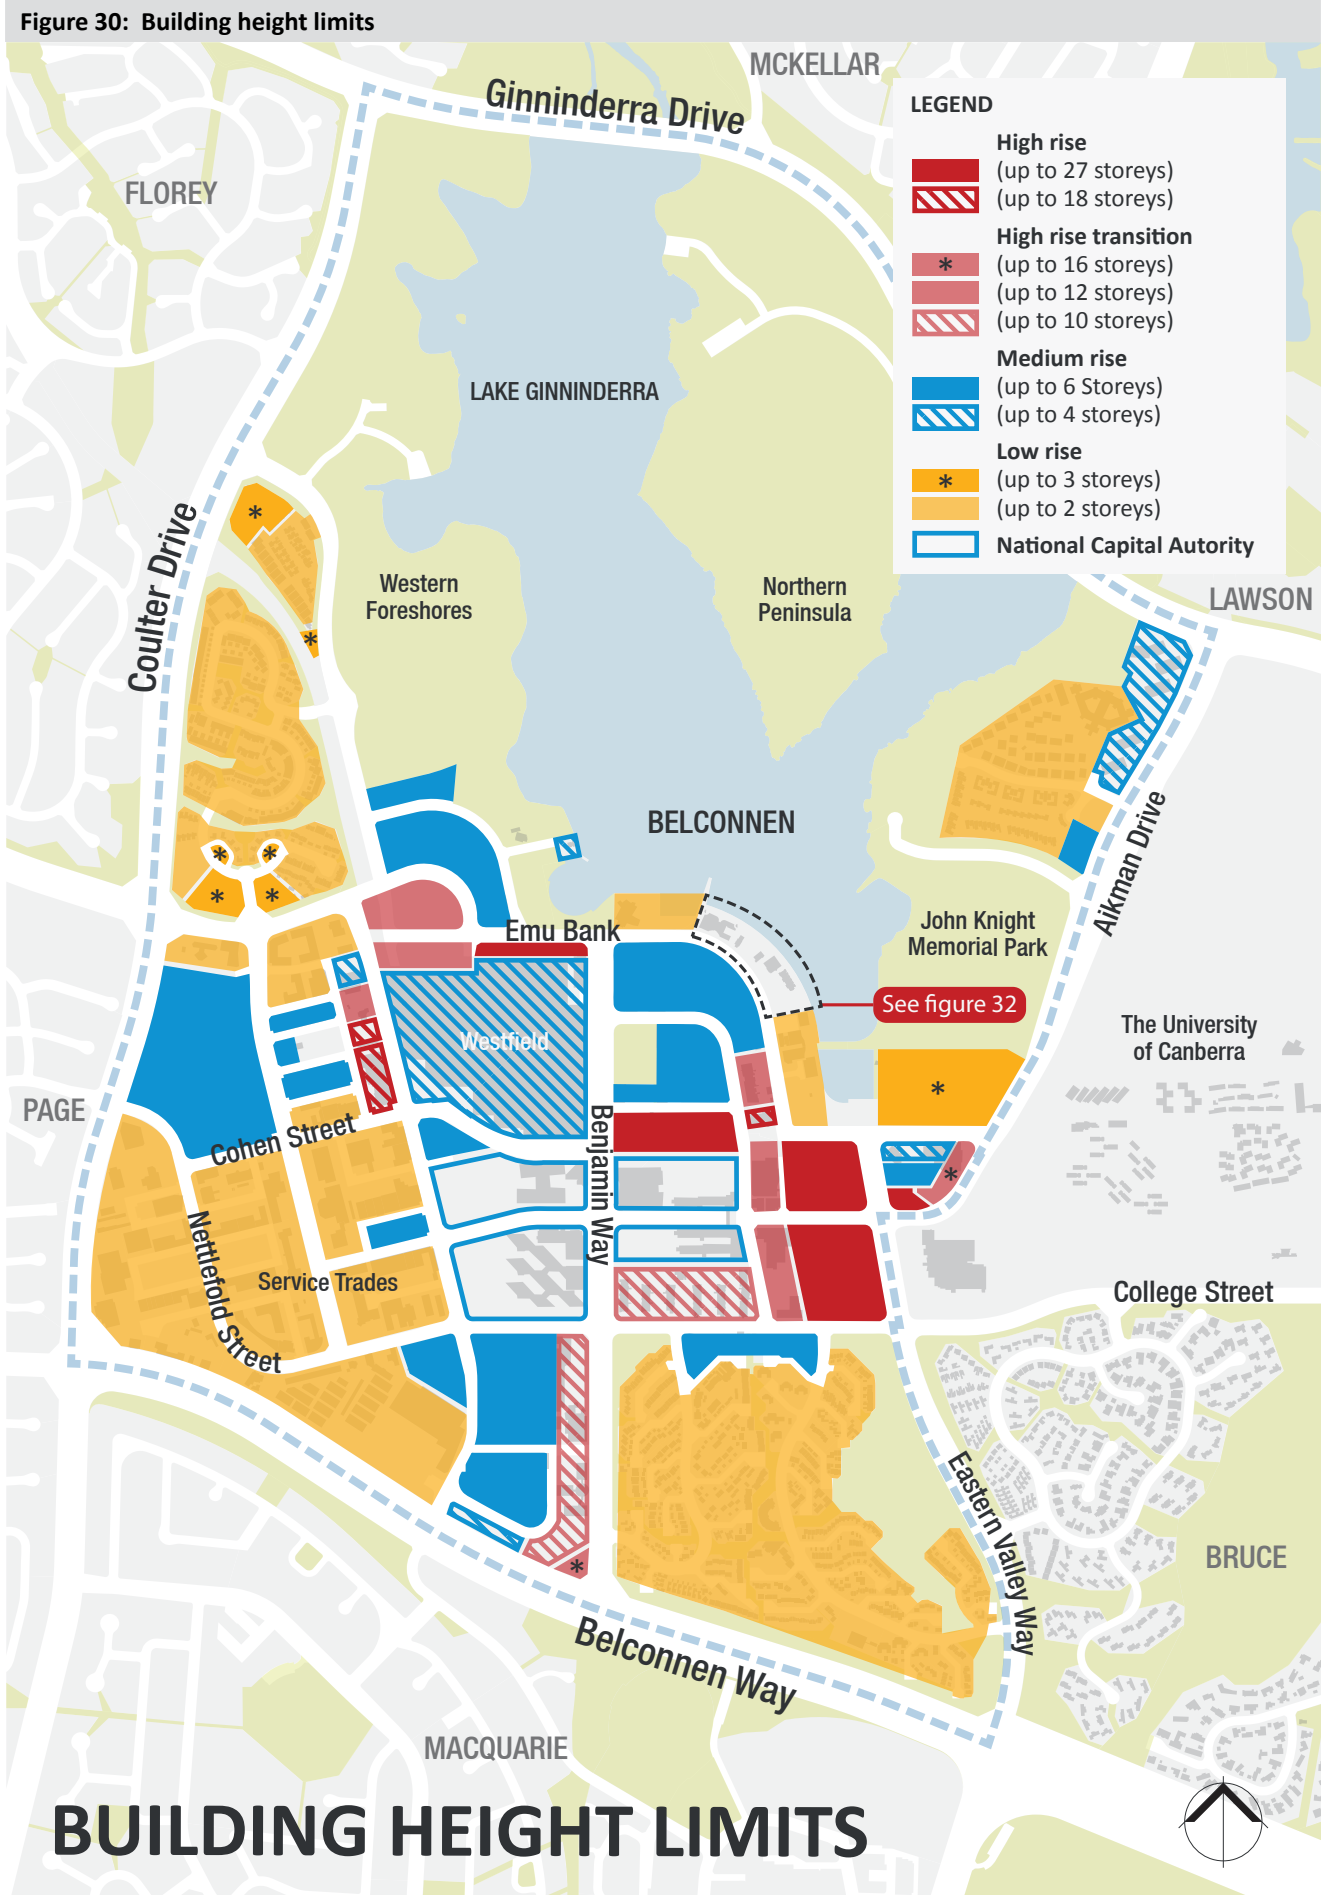 Figure 30: Building height limits
MCKELLAR
Ginninderra Drive
LEGEND
High rise
(up to 27 storeys)
(up to 18 storeys)
High rise transition
* (up to 16 storeys)
(up to 12 storeys)
(up to 10 storeys)
Medium rise
(up to 6 Storeys)
(up to 4 storeys)
Low rise
* (up to 3 storeys)
(up to 2 storeys)
National Capital Autority
FLOREY
LAKE GINNINDERRA
*
Coulter Drive
Western
Foreshores
Northern
Peninsula
LAWSON
*
BELCONNEN
Aikman Drive
* *
* *
Emu Bank
John Knight
Memorial Park
See figure 32
The University
of Canberra
Westfield
*
PAGE
Cohen Street
Benjamin Way
*
Nettlefold Street
Service Trades
College Street
Eastern Valley Way
BRUCE
*
Belconnen Way
MACQUARIE
BUILDING HEIGHT LIMITS